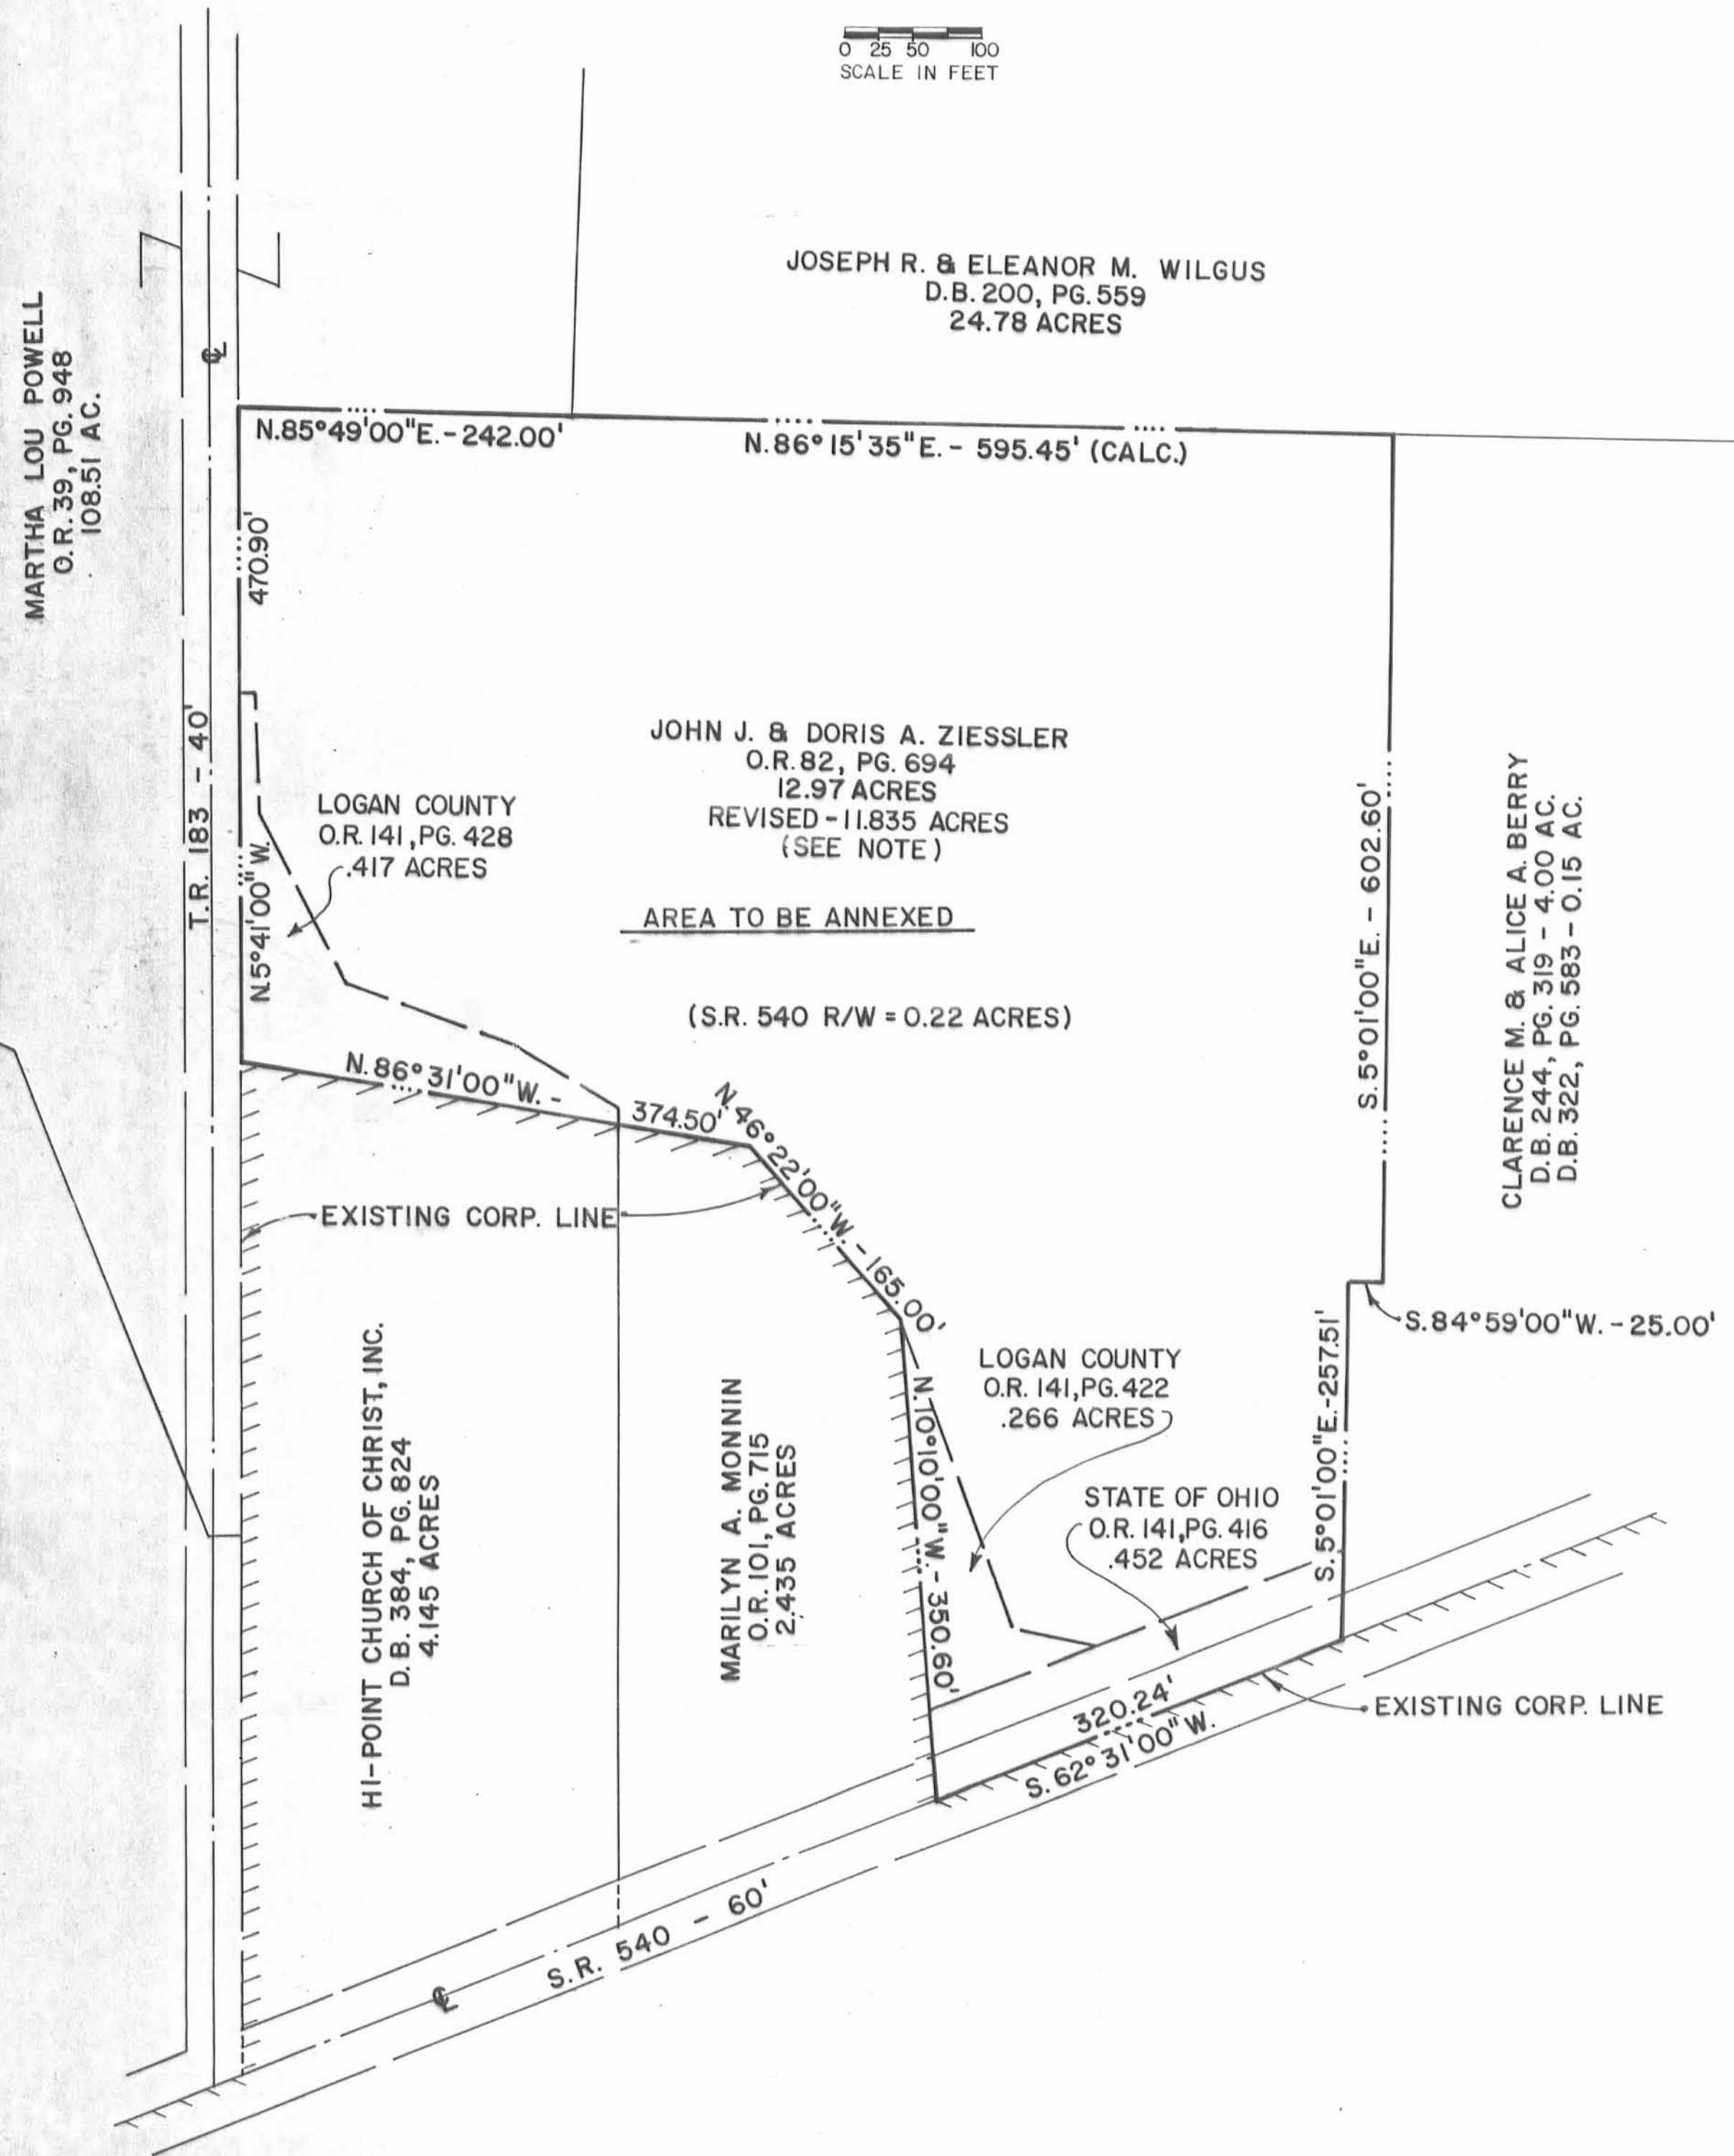 0 25 50 100
SCALE IN FEET
JOSEPH R. & ELEANOR M. WILGUS
D.B. 200, PG. 559
24.78 ACRES
MARTHA LOU POWELL
O.R. 39, PG. 948
108.51 AC.
℄
N.85°49'00"E.-242.00'
N.86°15'35"E. - 595.45' (CALC.)
470.90'
N.5°41'00"W.
T.R. 183 - 40'
JOHN J. & DORIS A. ZIESSLER
O.R. 82, PG. 694
12.97 ACRES
REVISED - 11.835 ACRES
(SEE NOTE)
LOGAN COUNTY
O.R. 141, PG. 428
.417 ACRES
AREA TO BE ANNEXED
(S.R. 540 R/W = 0.22 ACRES)
S.5°01'00"E. - 602.60'
CLARENCE M. & ALICE A. BERRY
D.B. 244, PG. 319 - 4.00 AC.
D.B. 322, PG. 583 - 0.15 AC.
N.86°31'00"W. - 374.50'
N.46°22'00"W. - 165.00'
EXISTING CORP. LINE
S.84°59'00"W. - 25.00'
S.5°01'00"E.-257.51'
HI-POINT CHURCH OF CHRIST, INC.
D.B. 384, PG. 824
4.145 ACRES
MARILYN A. MONNIN
O.R. 101, PG. 715
2.435 ACRES
N.10°10'00"W. - 350.60'
LOGAN COUNTY
O.R. 141, PG. 422
.266 ACRES
STATE OF OHIO
O.R. 141, PG. 416
.452 ACRES
320.24'
S.62°31'00"W.
EXISTING CORP. LINE
℄
S.R. 540 - 60'